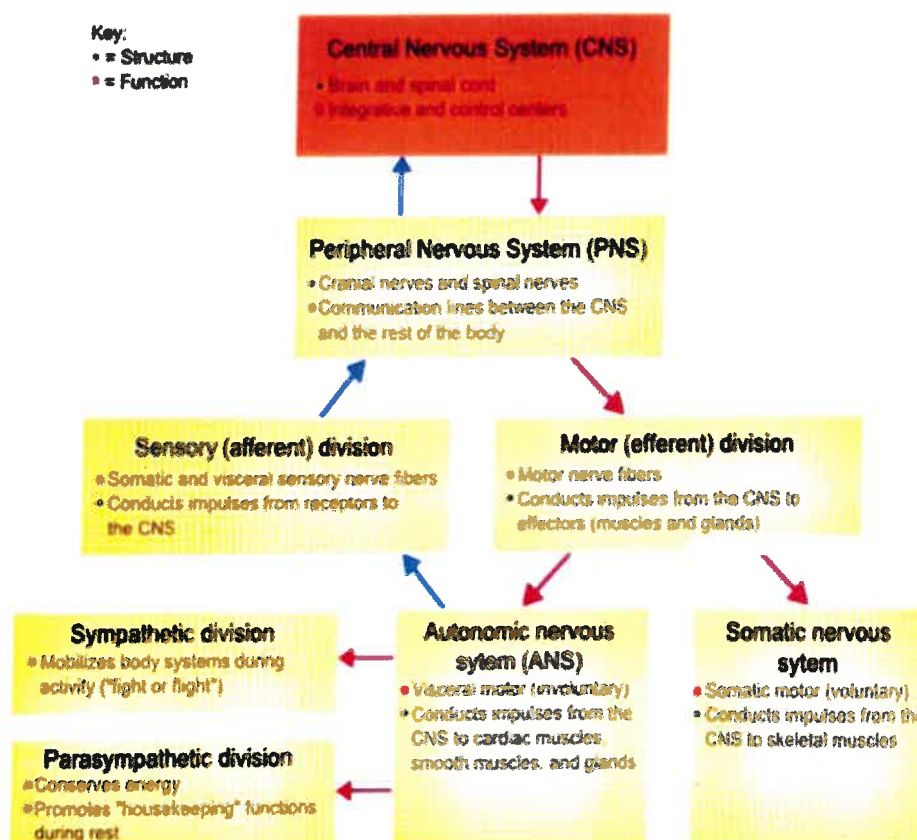 Key:
• = Structure
• = Function
Central Nervous System (CNS)
• Brain and spinal cord
• Integrative and control centers
Peripheral Nervous System (PNS)
• Cranial nerves and spinal nerves
• Communication lines between the CNS
and the rest of the body
Sensory (afferent) division
• Somatic and visceral sensory nerve fibers
• Conducts impulses from receptors to
the CNS
Motor (efferent) division
• Motor nerve fibers
• Conducts impulses from the CNS to
effectors (muscles and glands)
Sympathetic division
• Mobilizes body systems during
activity ("fight or flight")
Parasympathetic division
• Conserves energy
• Promotes "housekeeping" functions
during rest
Autonomic nervous
sytem (ANS)
• Visceral motor (involuntary)
• Conducts impulses from the
CNS to cardiac muscles,
smooth muscles, and glands
Somatic nervous
sytem
• Somatic motor (voluntary)
• Conducts impulses from the
CNS to skeletal muscles